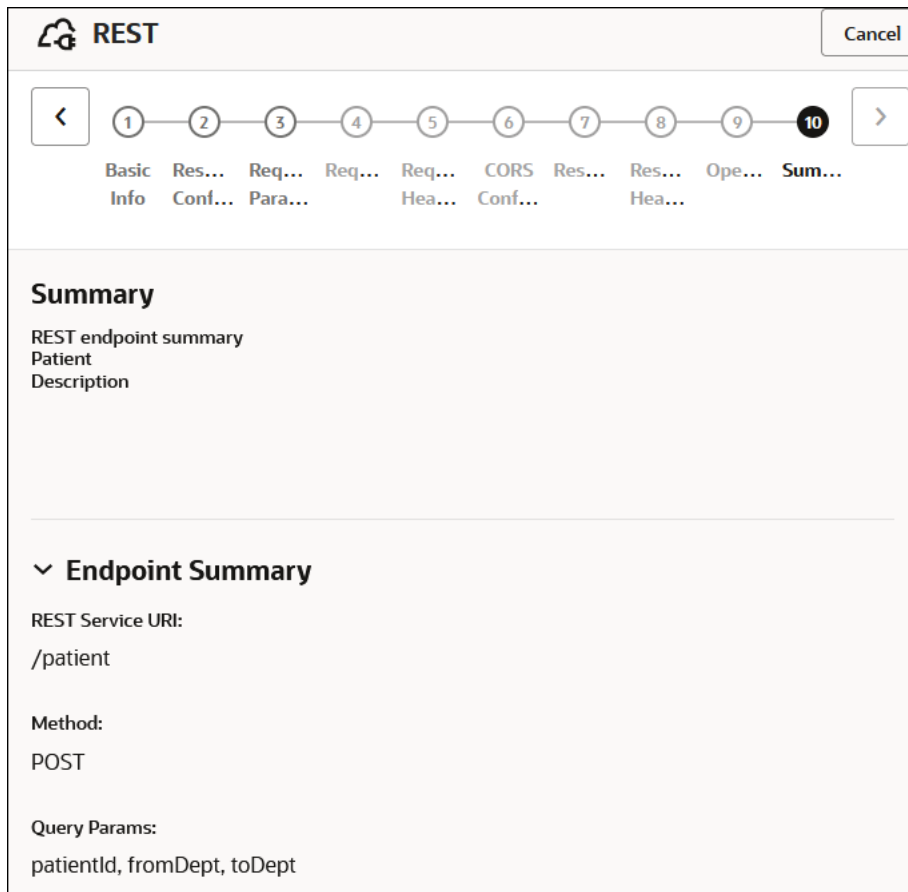 REST
Cancel
1 2 3 4 5 6 7 8 9 10
Basic Res... Req... Req... Req... CORS Res... Res... Ope... Sum...
Info Conf... Para... Hea... Conf... Hea...
Summary
REST endpoint summary
Patient
Description
Endpoint Summary
REST Service URI:
/patient
Method:
POST
Query Params:
patientId, fromDept, toDept